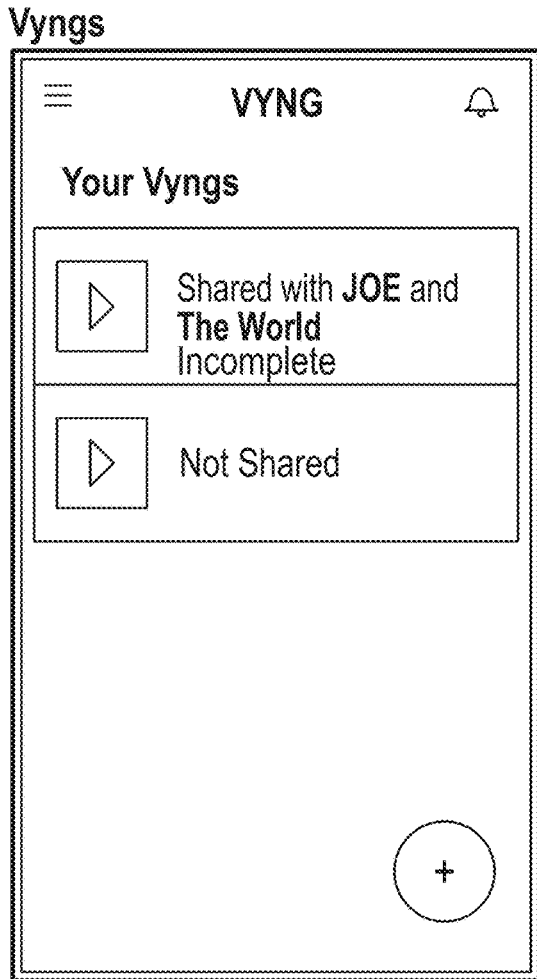 Vyngs
VYNG
Your Vyngs
Shared with JOE and
The World
Incomplete
Not Shared
+